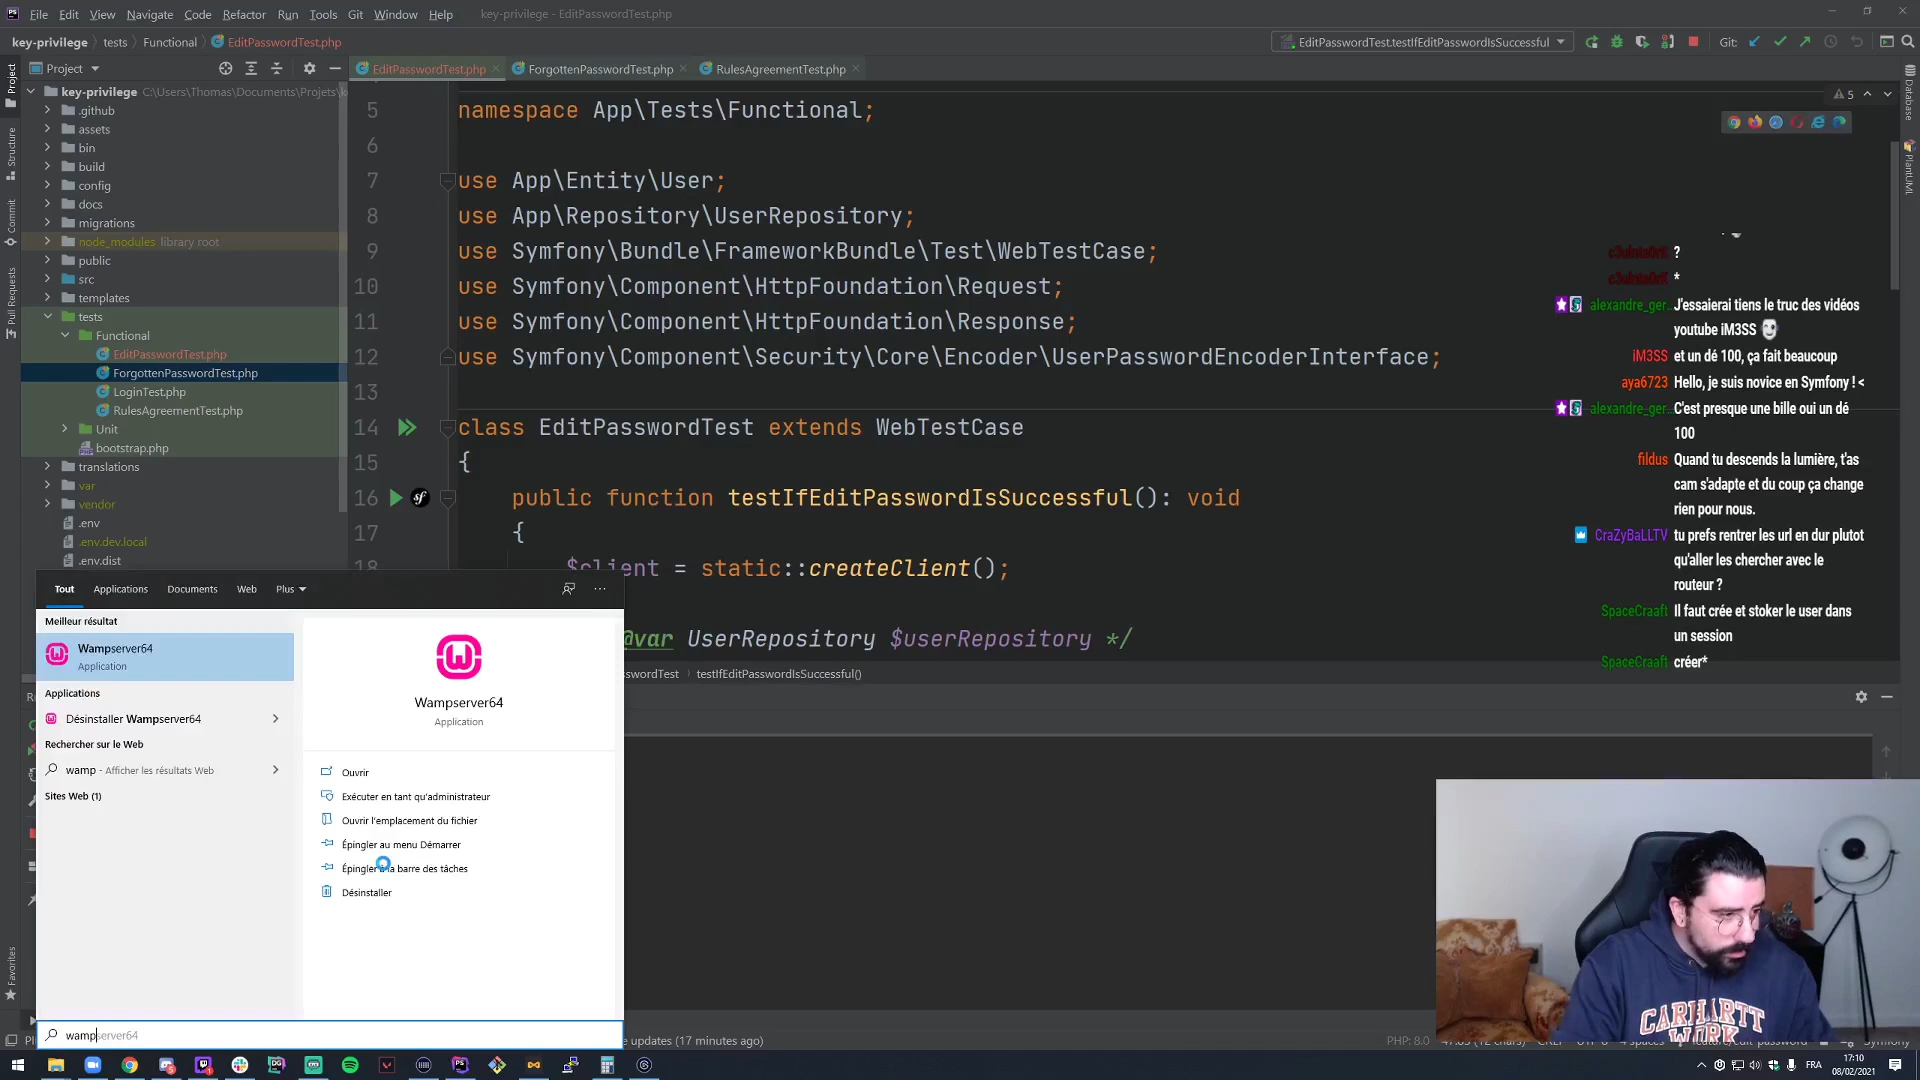 File Edit View Navigate Code Refactor Run Tools Git Window Help key-privilege - EditPasswordTest.php
key-privilege tests Functional EditPasswordTest.php EditPasswordTest.testIfEditPasswordIsSuccessful Git:
Project EditPasswordTest.php ForgottenPasswordTest.php RulesAgreementTest.php
key-privilege C:\Users\Thomas\Documents\Projets\k
.github
assets
bin
build
config
docs
migrations
node_modules library root
public
src
templates
tests
Functional
EditPasswordTest.php
ForgottenPasswordTest.php
LoginTest.php
RulesAgreementTest.php
Unit
bootstrap.php
translations
var
vendor
.env
.env.dev.local
.env.dist
Project
Structure
Commit
Pull Requests
Favorites
Database
PlantUML
5
5 namespace App\Tests\Functional;
6
7 use App\Entity\User;
8 use App\Repository\UserRepository;
9 use Symfony\Bundle\FrameworkBundle\Test\WebTestCase;
10 use Symfony\Component\HttpFoundation\Request;
11 use Symfony\Component\HttpFoundation\Response;
12 use Symfony\Component\Security\Core\Encoder\UserPasswordEncoderInterface;
13
14 class EditPasswordTest extends WebTestCase
15 {
16 public function testIfEditPasswordIsSuccessful(): void
17 {
18 $client = static::createClient();
@var UserRepository $userRepository */
swordTest testIfEditPasswordIsSuccessful()
?
*
alexandre_ger... J'essaierai tiens le truc des vidéos
youtube iM3SS
iM3SS et un dé 100, ça fait beaucoup
aya6723 Hello, je suis novice en Symfony ! <
alexandre_ger... C'est presque une bille oui un dé
100
fildus Quand tu descends la lumière, t'as
cam s'adapte et du coup ça change
rien pour nous.
CraZyBaLLTV tu prefs rentrer les url en dur plutot
qu'aller les chercher avec le
routeur ?
SpaceCraaft Il faut crée et stoker le user dans
un session
SpaceCraaft créer*
Tout Applications Documents Web Plus
Meilleur résultat
Wampserver64
Application
Applications
Désinstaller Wampserver64
Rechercher sur le Web
wamp - Afficher les résultats Web
Sites Web (1)
Wampserver64
Application
Ouvrir
Exécuter en tant qu'administrateur
Ouvrir l'emplacement du fichier
Épingler au menu Démarrer
Épingler à la barre des tâches
Désinstaller
wampserver64
CARHARTT
WORK
e updates (17 minutes ago) PHP: 8.0
FRA
17:10
08/02/2021